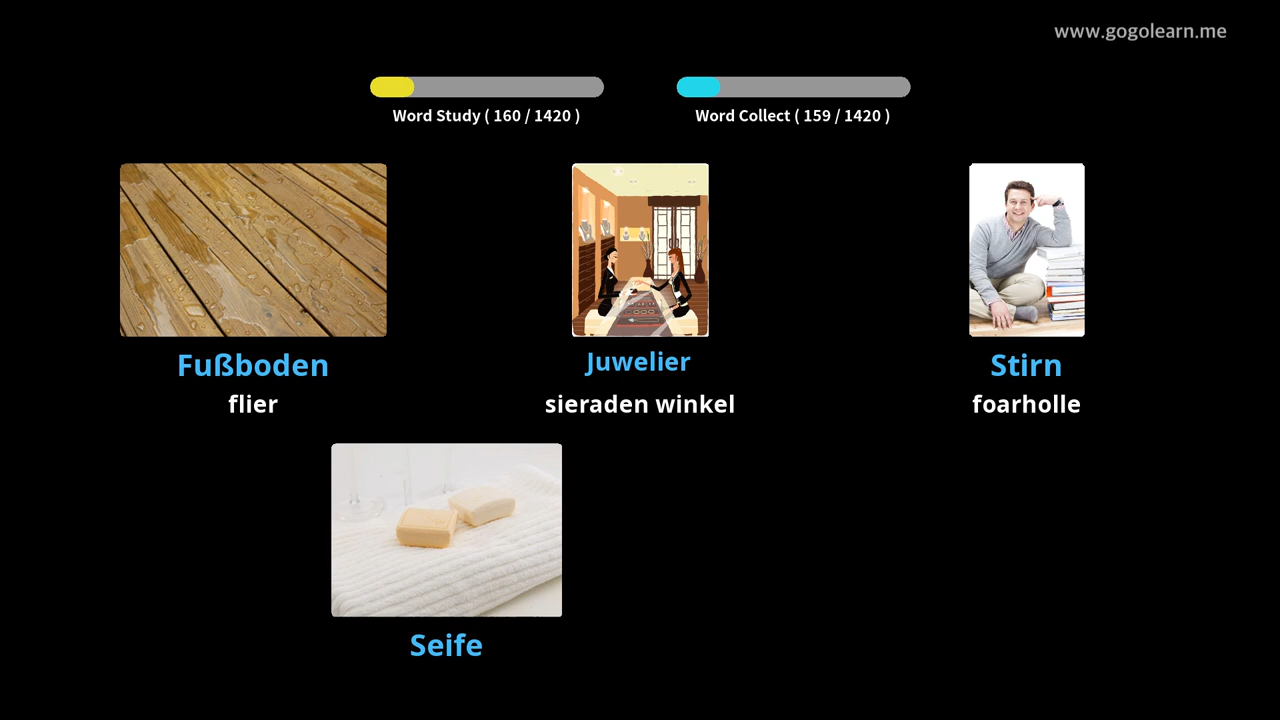 www.gogolearn.me
Word Study ( 160 / 1420 )
Word Collect ( 159 / 1420 )
Fußboden
flier
Juwelier
sieraden winkel
Stirn
foarholle
Seife